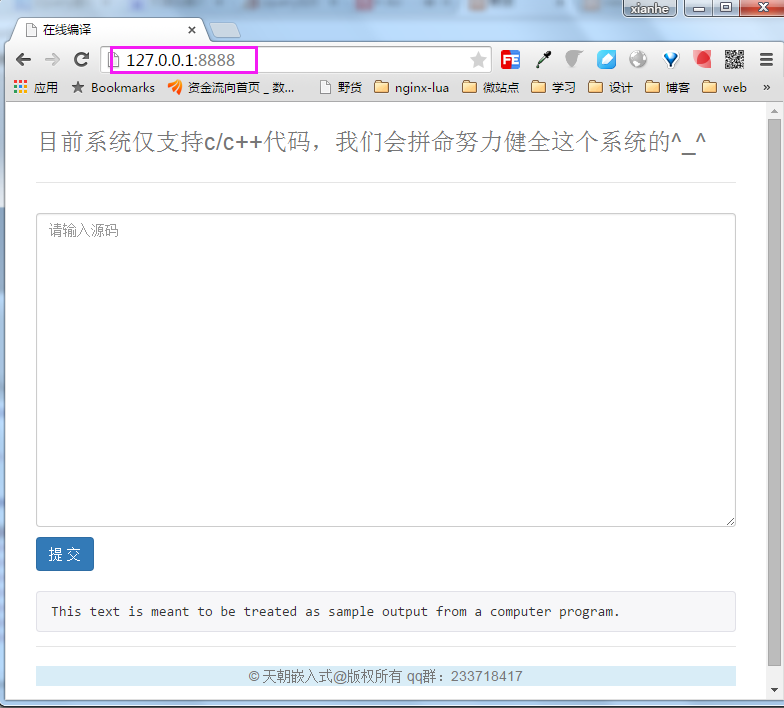 xianhe
在线编译
127.0.0.1:8888
应用 Bookmarks 资金流向首页 _ 数... 野货 nginx-lua 微站点 学习 设计 博客 web »
目前系统仅支持c/c++代码，我们会拼命努力健全这个系统的^_^
请输入源码
提交
This text is meant to be treated as sample output from a computer program.
©天朝嵌入式@版权所有 qq群：233718417